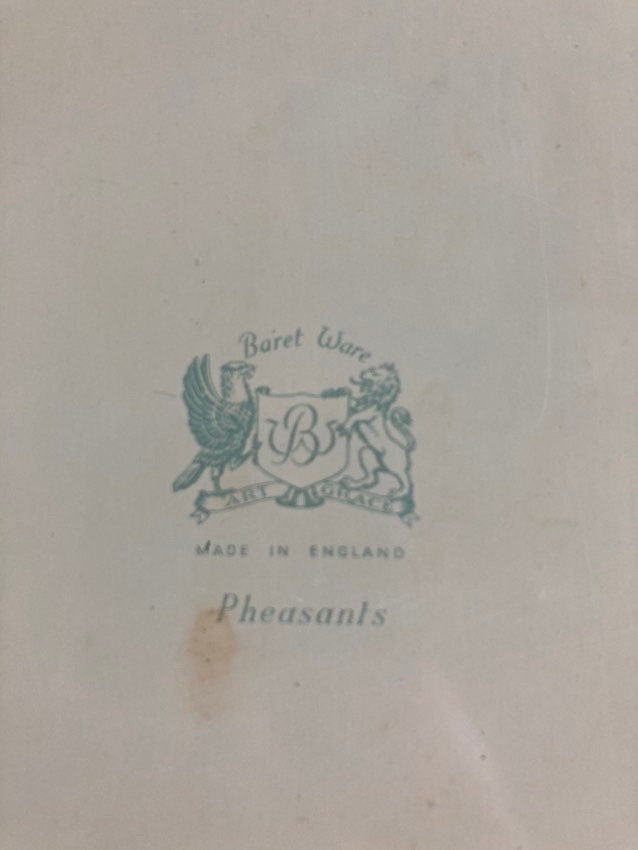 Baret Ware
B
ART GRACE
MADE IN ENGLAND
Pheasants